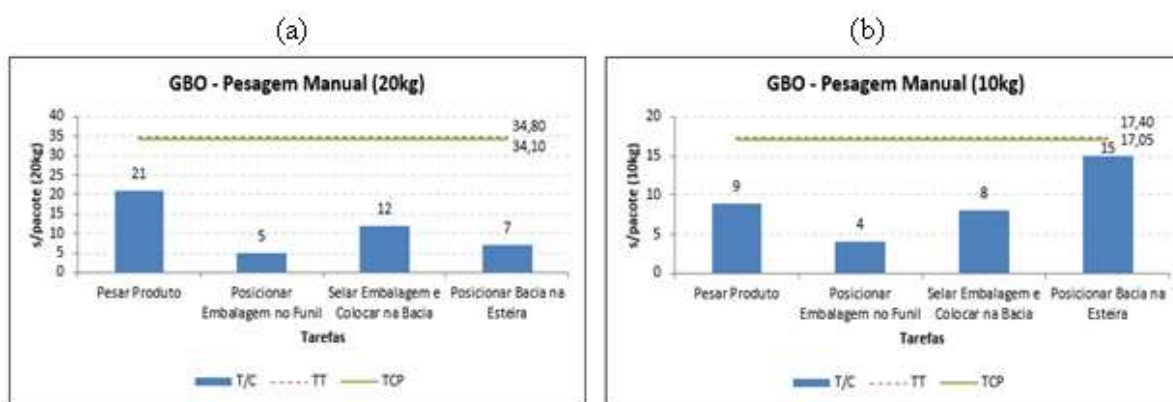 (a)
GBO - Pesagem Manual (20kg)
s/pacote (20kg)
40
35
30
25
20
15
10
5
0
34,80
34,10
21
5
12
7
Pesar Produto
Posicionar Embalagem no Funil
Selar Embalagem e Colocar na Bacia
Posicionar Bacia na Esteira
Tarefas
T/C
TT
TCP
(b)
GBO - Pesagem Manual (10kg)
s/pacote (10kg)
20
15
10
5
0
17,40
17,05
9
4
8
15
Pesar Produto
Posicionar Embalagem no Funil
Selar Embalagem e Colocar na Bacia
Posicionar Bacia na Esteira
Tarefas
T/C
TT
TCP